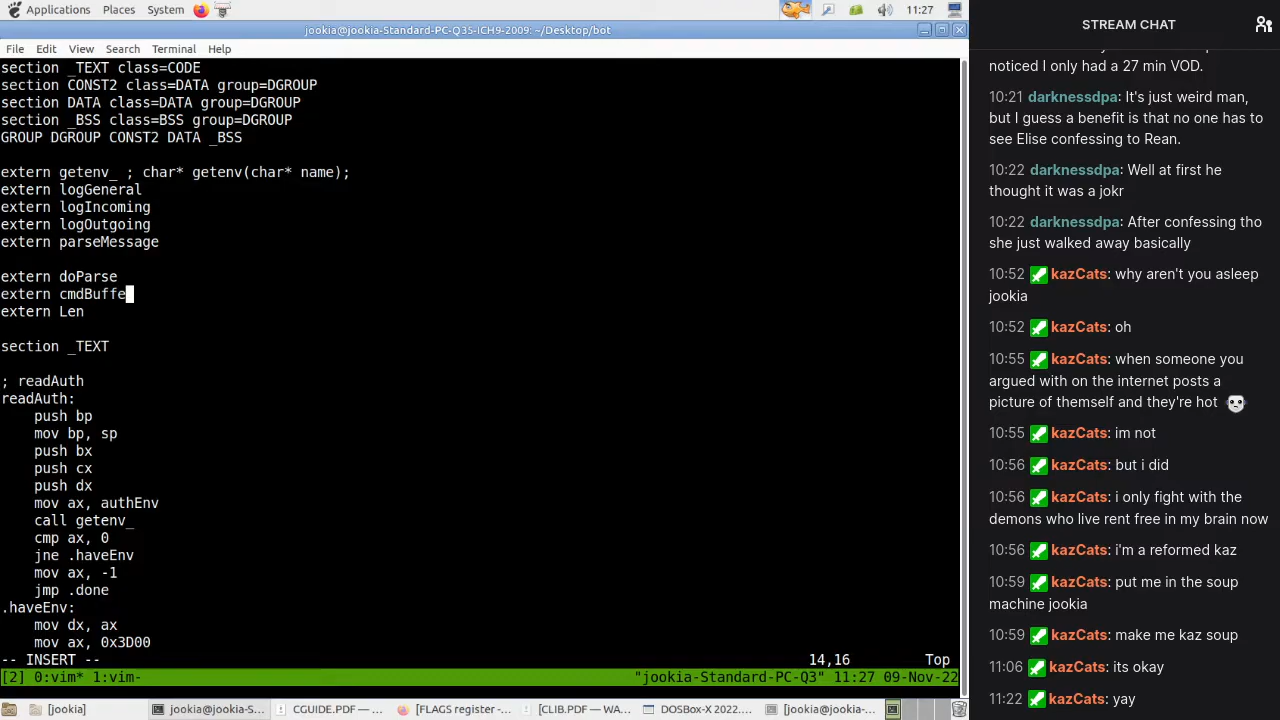 Applications Places System 11:27
jookia@jookia-Standard-PC-Q35-ICH9-2009: ~/Desktop/bot
File Edit View Search Terminal Help
section _TEXT class=CODE
section CONST2 class=DATA group=DGROUP
section DATA class=DATA group=DGROUP
section _BSS class=BSS group=DGROUP
GROUP DGROUP CONST2 DATA _BSS
extern getenv_ ; char* getenv(char* name);
extern logGeneral
extern logIncoming
extern logOutgoing
extern parseMessage
extern doParse
extern cmdBuffe
extern Len
section _TEXT
; readAuth
readAuth:
push bp
mov bp, sp
push bx
push cx
push dx
mov ax, authEnv
call getenv_
cmp ax, 0
jne .haveEnv
mov ax, -1
jmp .done
.haveEnv:
mov dx, ax
mov ax, 0x3D00
-- INSERT -- 14,16 Top
[2] 0:vim* 1:vim- "jookia-Standard-PC-Q3" 11:27 09-Nov-22
[jookia] jookia@jookia-S... CGUIDE.PDF —... [FLAGS register -... [CLIB.PDF — WA... DOSBox-X 2022.... [jookia@jookia-...
STREAM CHAT
noticed I only had a 27 min VOD.
10:21 darknessdpa: It's just weird man,
but I guess a benefit is that no one has to
see Elise confessing to Rean.
10:22 darknessdpa: Well at first he
thought it was a jokr
10:22 darknessdpa: After confessing tho
she just walked away basically
10:52 kazCats: why aren't you asleep
jookia
10:52 kazCats: oh
10:55 kazCats: when someone you
argued with on the internet posts a
picture of themself and they're hot
10:55 kazCats: im not
10:56 kazCats: but i did
10:56 kazCats: i only fight with the
demons who live rent free in my brain now
10:56 kazCats: i'm a reformed kaz
10:59 kazCats: put me in the soup
machine jookia
10:59 kazCats: make me kaz soup
11:06 kazCats: its okay
11:22 kazCats: yay